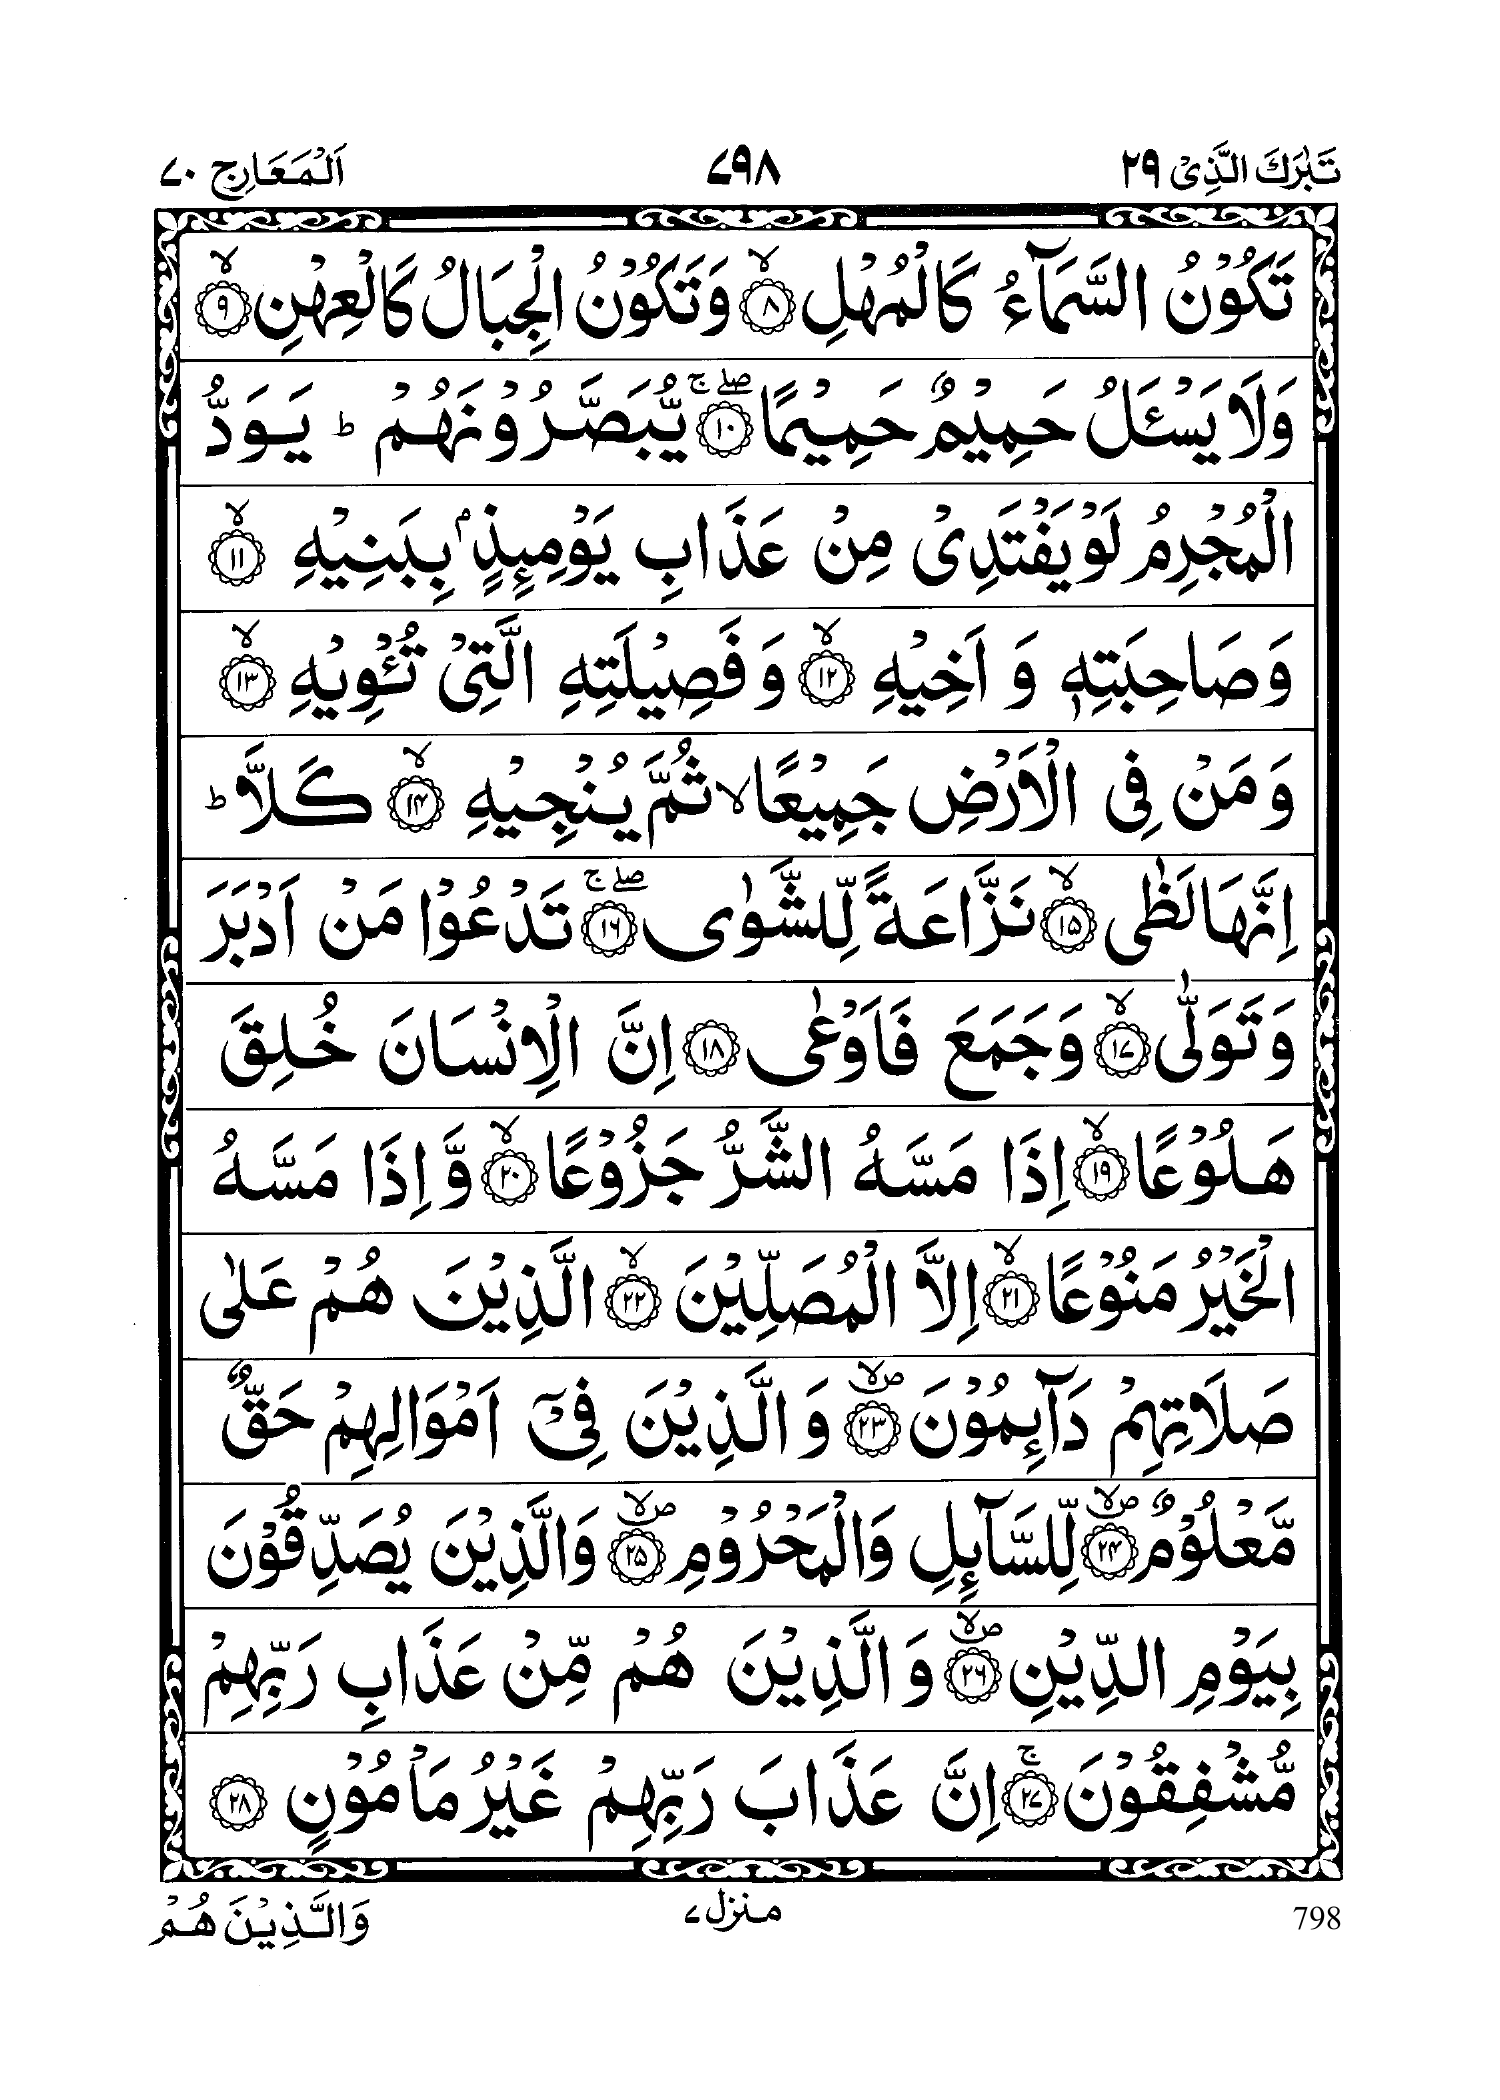 تَبٰرَكَ الَّذِىْ ۲۹ ۷۹۸ اَلْمَعَارِج ۷۰
تَكُوْنُ السَّمَآءُ كَالْمُهْلِ ۙ‏﴿۸﴾ وَتَكُوْنُ الْجِبَالُ كَالْعِهْنِ ۙ‏﴿۹﴾
وَلَا يَسْـَٔلُ حَمِيْمٌ حَمِيْمًا ۖۚ‏﴿۱۰﴾ يُّبَصَّرُوْنَهُمْ ؕ يَوَدُّ
الْمُجْرِمُ لَوْ يَفْتَدِىْ مِنْ عَذَابِ يَوْمِئِذٍۭ بِبَنِيْهِ ۙ‏﴿۱۱﴾
وَصَاحِبَتِهٖ وَاَخِيْهِ ۙ‏﴿۱۲﴾ وَفَصِيْلَتِهِ الَّتِىْ تُـْٔوِيْهِ ۙ‏﴿۱۳﴾
وَمَنْ فِى الْاَرْضِ جَمِيْعًا ۙ ثُمَّ يُنْجِيْهِ ۙ‏﴿۱۴﴾ كَلَّا ؕ
اِنَّهَا لَظٰى ۙ‏﴿۱۵﴾ نَزَّاعَةً لِّلشَّوٰى ۖۚ‏﴿۱۶﴾ تَدْعُوْا مَنْ اَدْبَرَ
وَتَوَلّٰى ۙ‏﴿۱۷﴾ وَجَمَعَ فَاَوْعٰى ﴿۱۸﴾ اِنَّ الْاِنْسَانَ خُلِقَ
هَلُوْعًا ۙ‏﴿۱۹﴾ اِذَا مَسَّهُ الشَّرُّ جَزُوْعًا ۙ‏﴿۲۰﴾ وَّاِذَا مَسَّهُ
الْخَيْرُ مَنُوْعًا ۙ‏﴿۲۱﴾ اِلَّا الْمُصَلِّيْنَ ۙ‏﴿۲۲﴾ الَّذِيْنَ هُمْ عَلٰى
صَلَاتِهِمْ دَآئِمُوْنَ ۪ۙ‏﴿۲۳﴾ وَالَّذِيْنَ فِىْٓ اَمْوَالِهِمْ حَقٌّ
مَّعْلُوْمٌ ۪ۙ‏﴿۲۴﴾ لِّلسَّآئِلِ وَالْمَحْرُوْمِ ۪ۙ‏﴿۲۵﴾ وَالَّذِيْنَ يُصَدِّقُوْنَ
بِيَوْمِ الدِّيْنِ ۪ۙ‏﴿۲۶﴾ وَالَّذِيْنَ هُمْ مِّنْ عَذَابِ رَبِّهِمْ
مُّشْفِقُوْنَ ۚ‏﴿۲۷﴾ اِنَّ عَذَابَ رَبِّهِمْ غَيْرُ مَاْمُوْنٍ ﴿۲۸﴾
798 منزل ۷ وَالَّذِيْنَ هُمْ